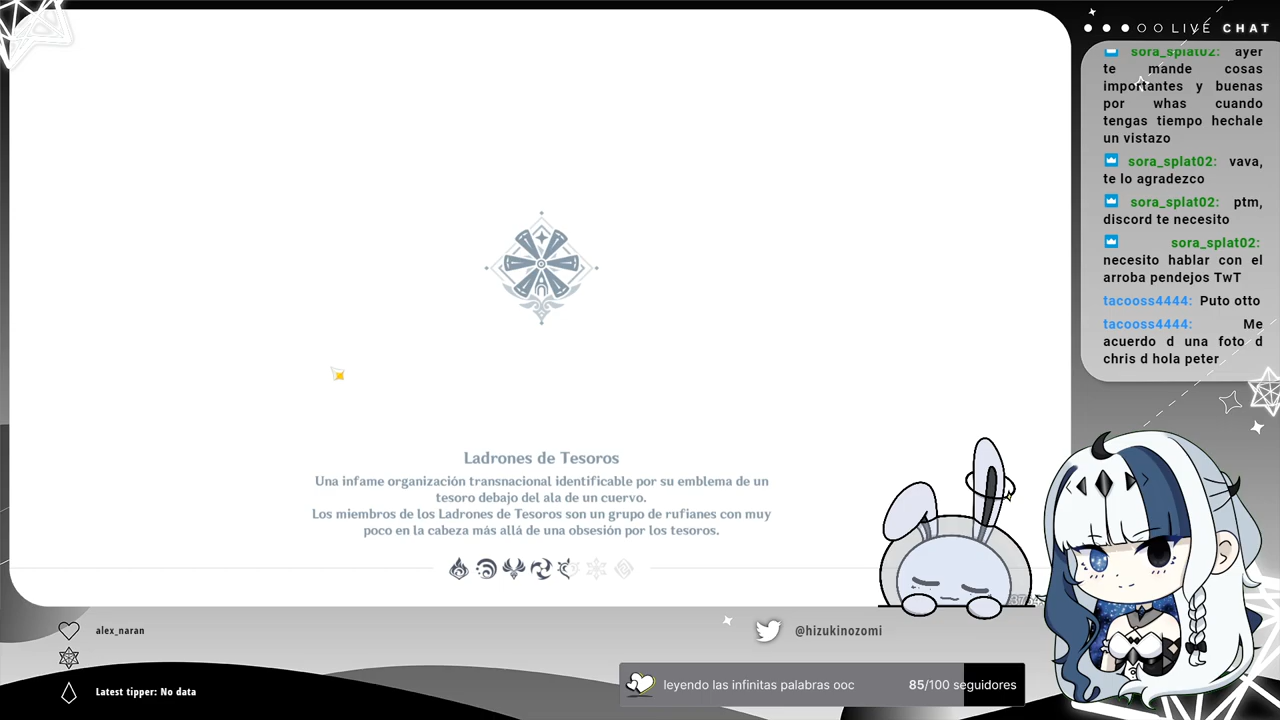 LIVE CHAT
sora_splat02: ayer
te mande cosas
importantes y buenas
por whas cuando
tengas tiempo hechale
un vistazo
sora_splat02: vava,
te lo agradezco
sora_splat02: ptm,
discord te necesito
sora_splat02:
necesito hablar con el
arroba pendejos TwT
tacooss4444: Puto otto
tacooss4444: Me
acuerdo d una foto d
chris d hola peter
Ladrones de Tesoros
Una infame organización transnacional identificable por su emblema de un
tesoro debajo del ala de un cuervo.
Los miembros de los Ladrones de Tesoros son un grupo de rufianes con muy
poco en la cabeza más allá de una obsesión por los tesoros.
alex_naran
@hizukinozomi
Latest tipper: No data
leyendo las infinitas palabras ooc
85/100 seguidores